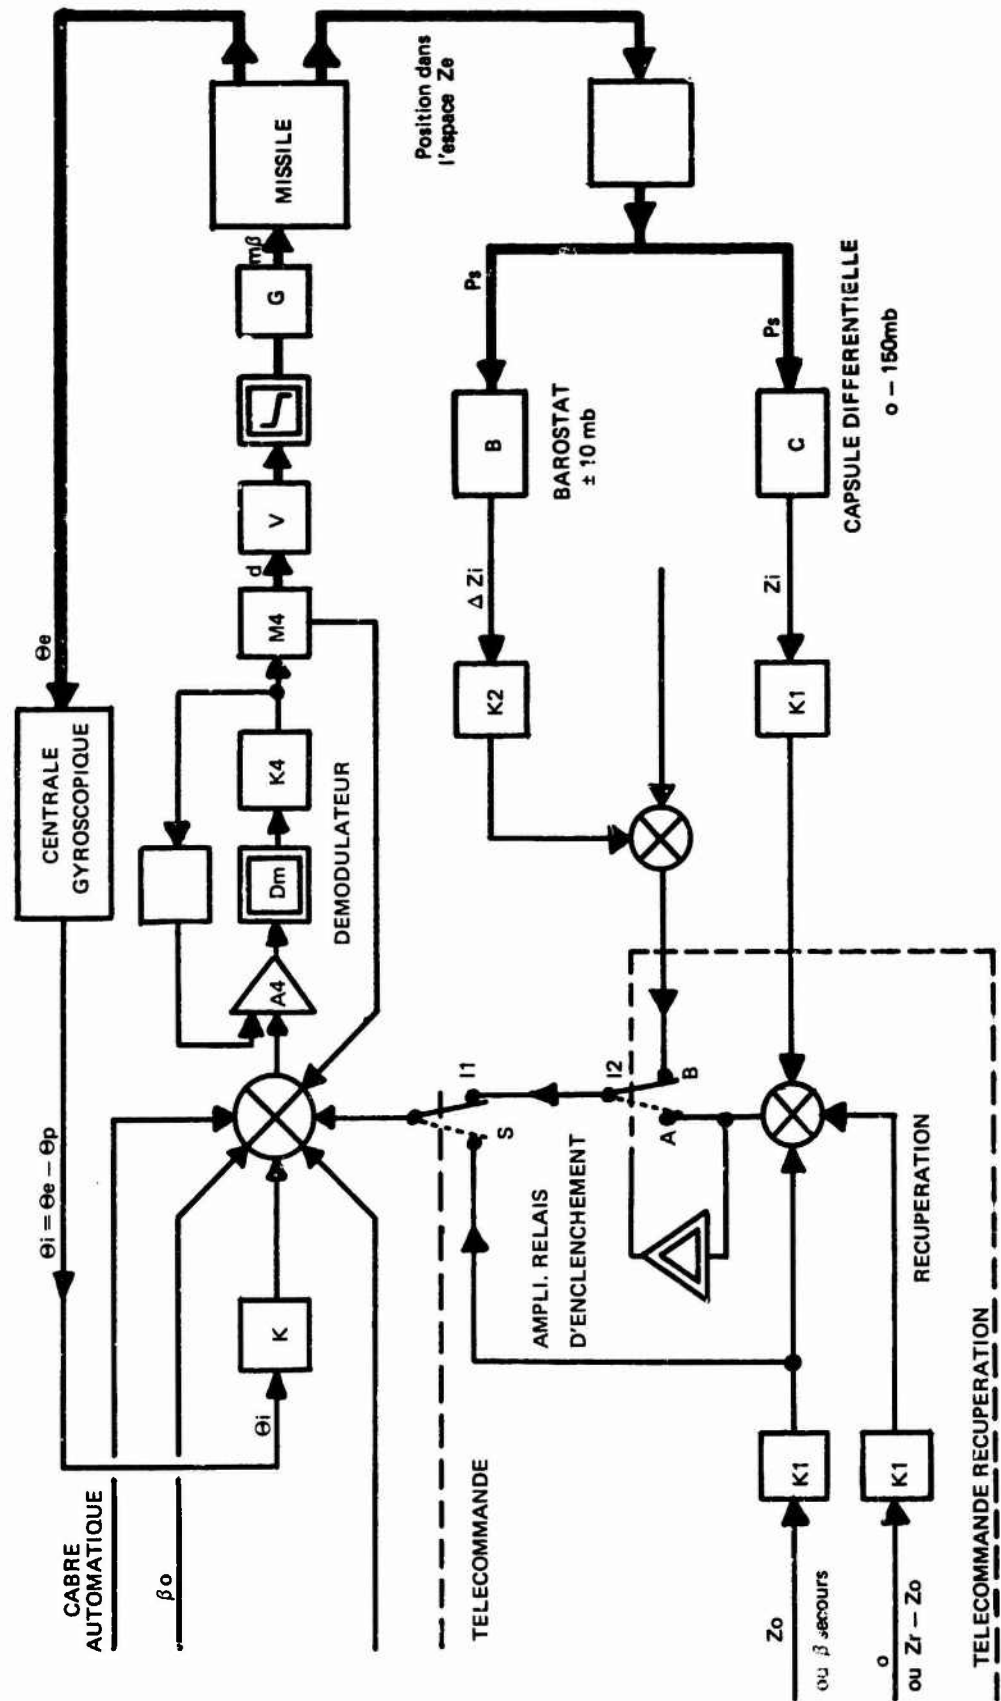 CABRE
AUTOMATIQUE
βo
Θi = Θe − Θp
Θi
K
CENTRALE
GYROSCOPIQUE
Θe
A4
Dm
K4
M4
d
V
G
mβ
MISSILE
DEMODULATEUR
Position dans
l'espace Ze
TELECOMMANDE
S
I1
I2
A
B
AMPLI. RELAIS
D'ENCLENCHEMENT
K2
Δ Zi
B
Ps
BAROSTAT
± 10 mb
Zo
ou β secours
K1
K1
Zi
C
Ps
CAPSULE DIFFERENTIELLE
o − 150mb
o
ou Zr − Zo
K1
RECUPERATION
TELECOMMANDE RECUPERATION